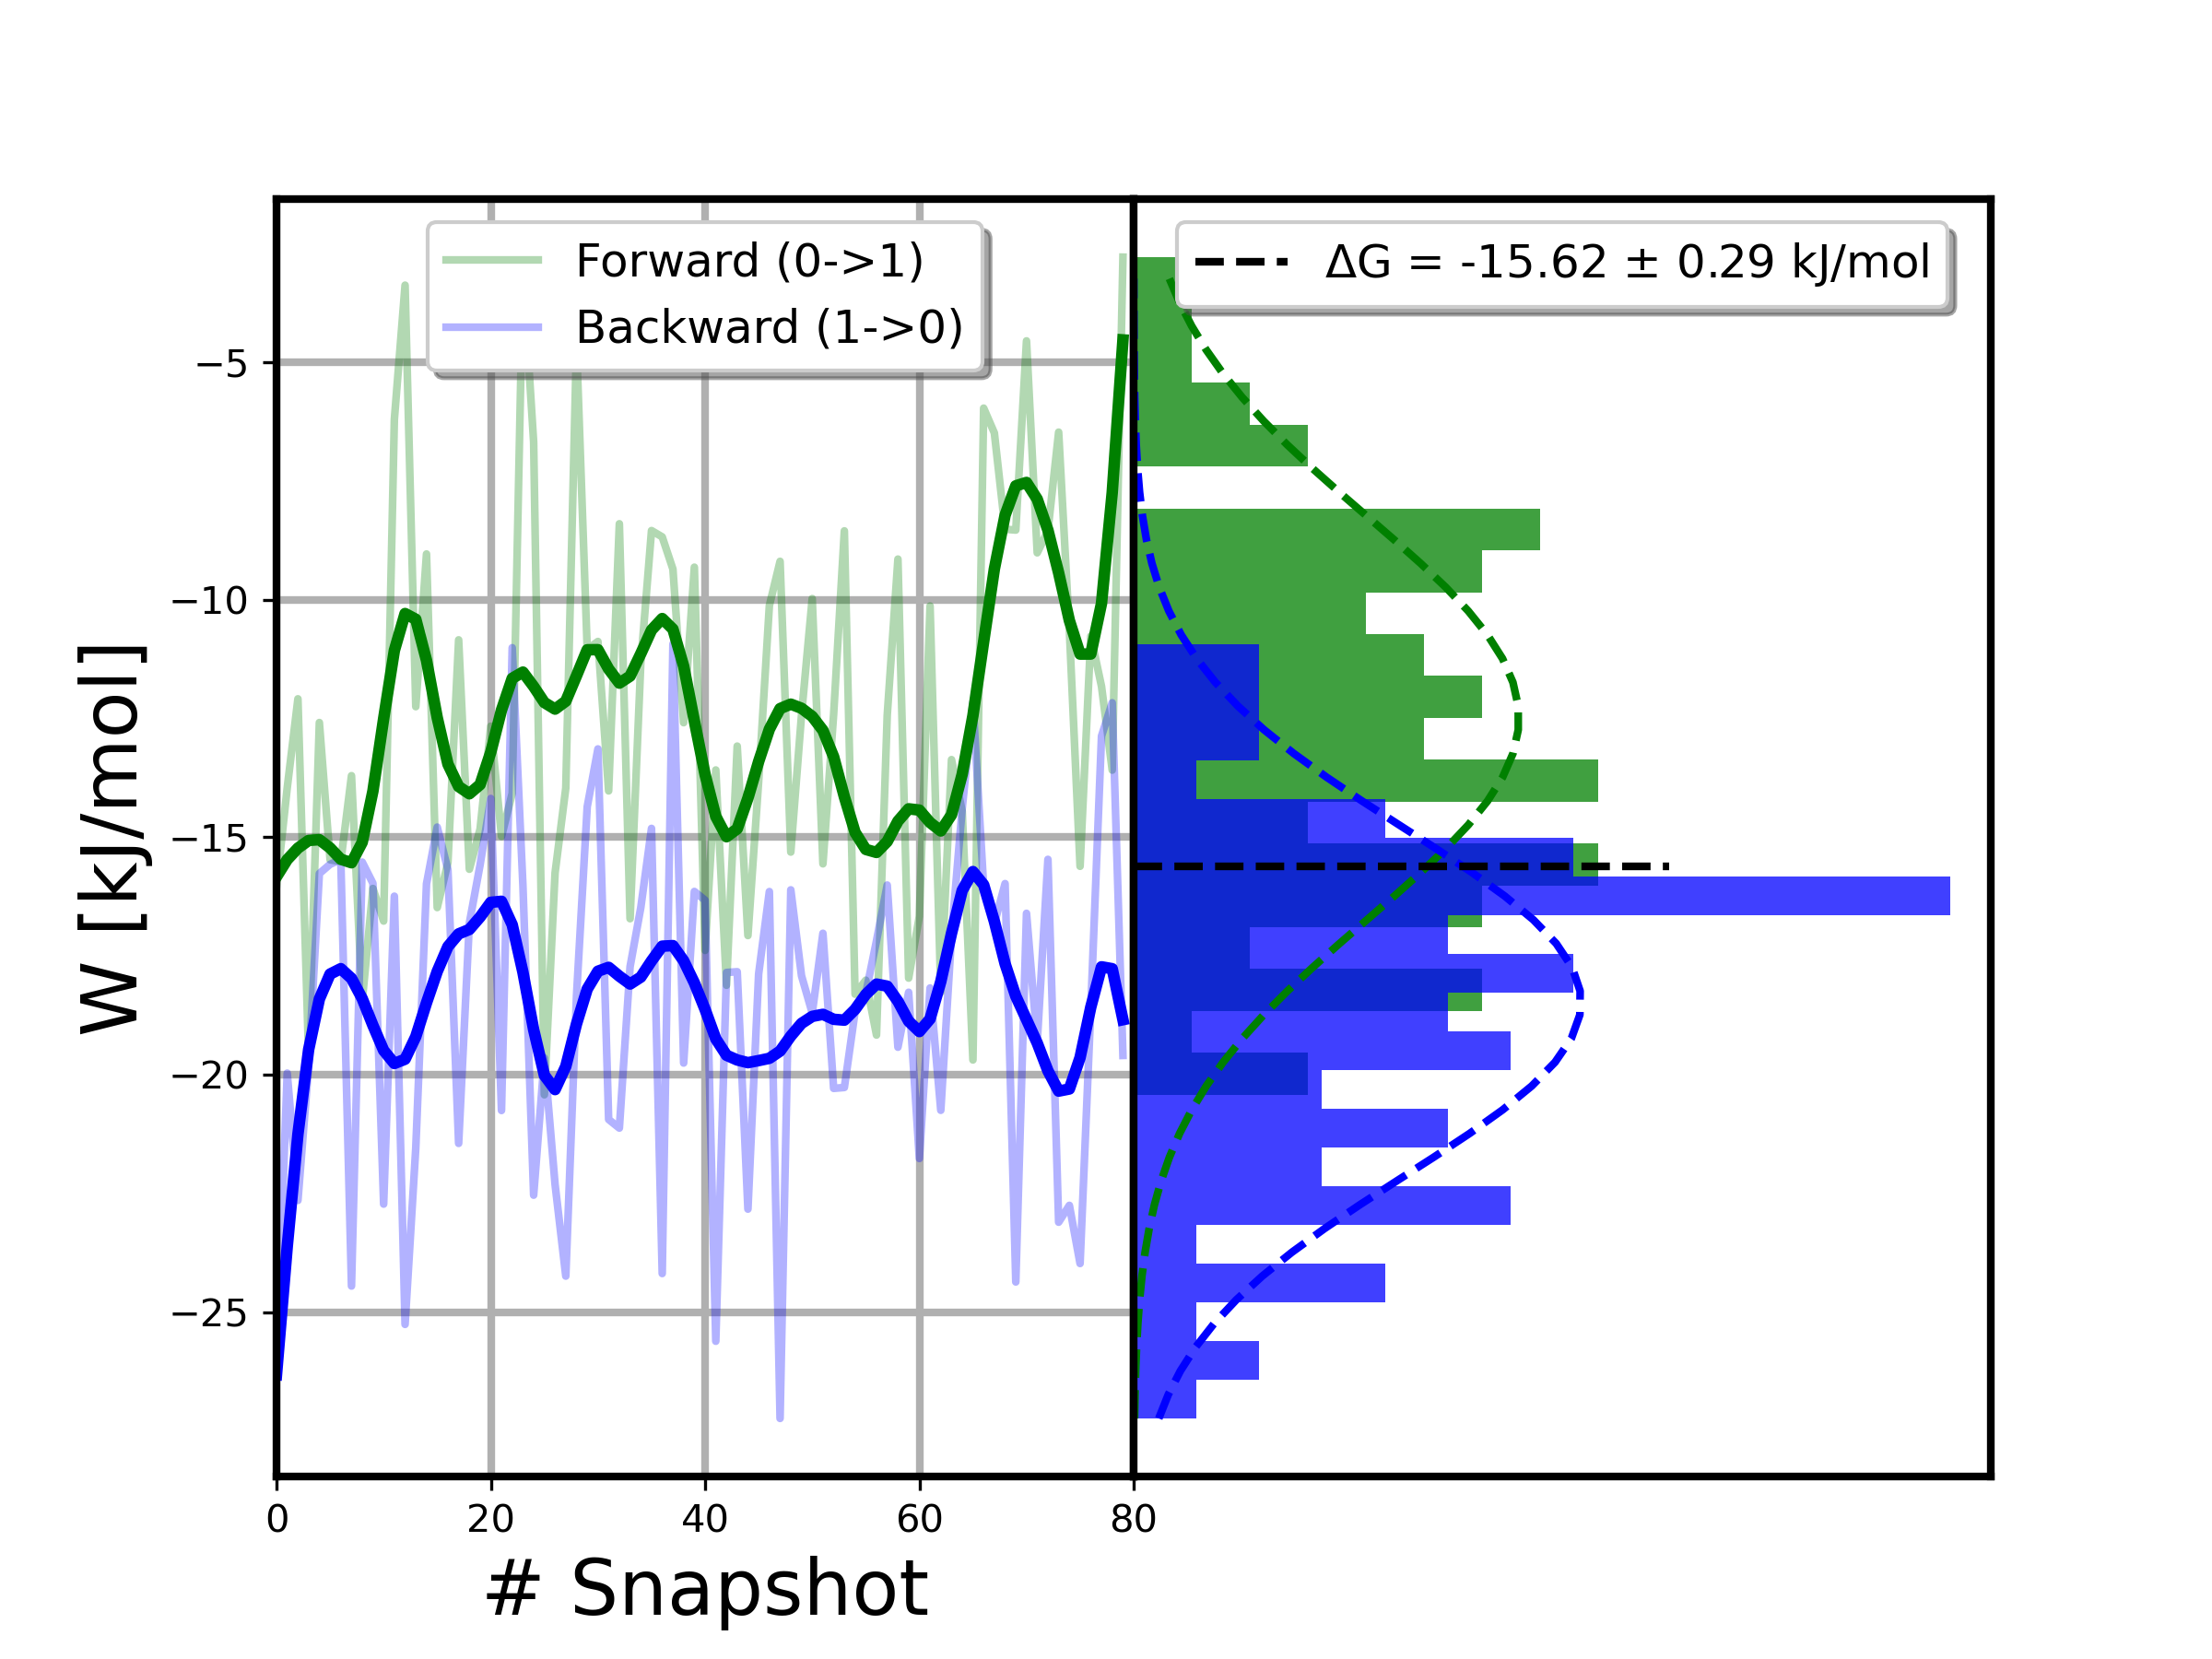 Forward (0->1)
Backward (1->0)
ΔG = -15.62 ± 0.29 kJ/mol
W [kJ/mol]
−5
−10
−15
−20
−25
0 20 40 60 80
# Snapshot